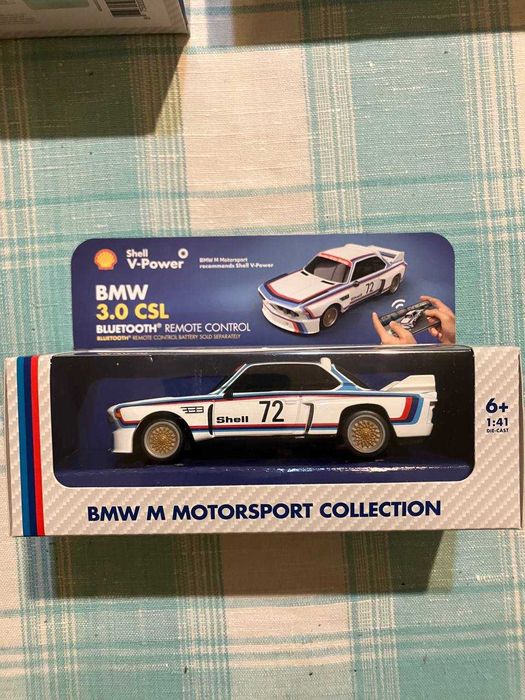 Shell
V-Power
BMW M Motorsport
recommends Shell V-Power
BMW
3.0 CSL
BLUETOOTH® REMOTE CONTROL
BLUETOOTH® REMOTE CONTROL BATTERY SOLD SEPARATELY
72
Shell 72
6+
1:41
DIE-CAST
BMW M MOTORSPORT COLLECTION